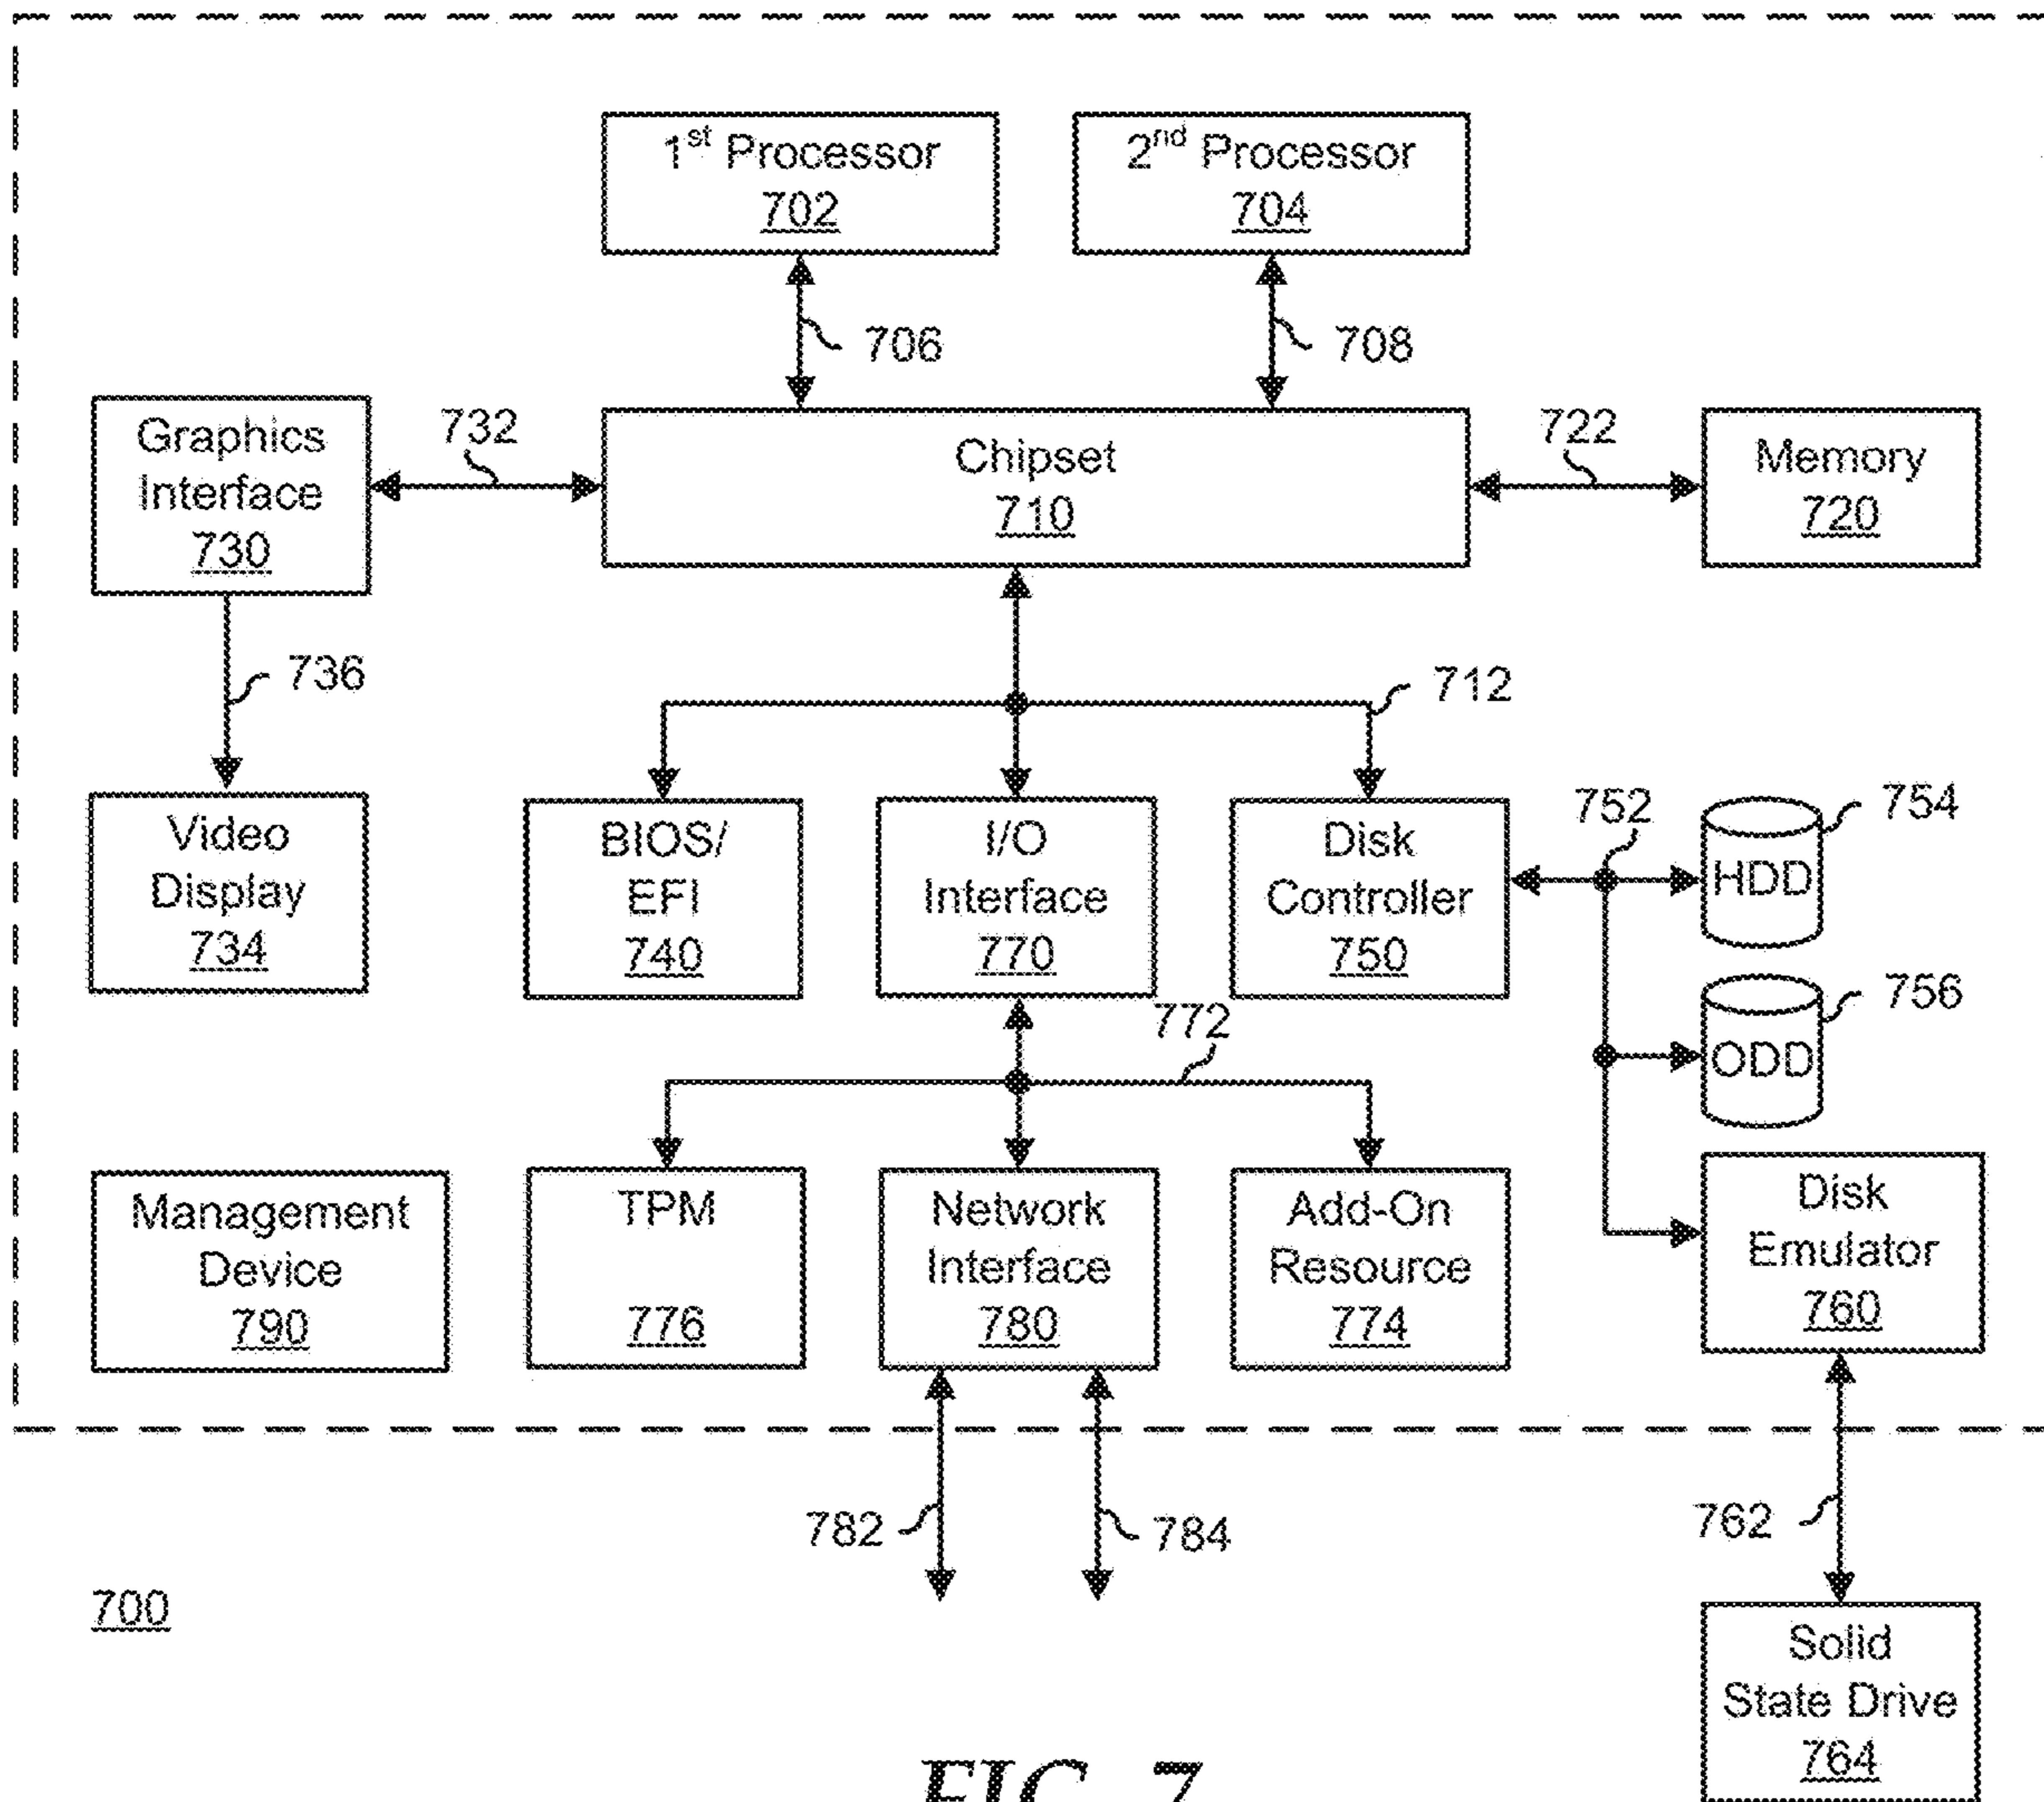 1st Processor
702
2nd Processor
704
706
708
Graphics
Interface
730
732
Chipset
710
722
Memory
720
736
712
Video
Display
734
BIOS/
EFI
740
I/O
Interface
770
Disk
Controller
750
752
HDD
754
ODD
756
772
Management
Device
790
TPM
776
Network
Interface
780
Add-On
Resource
774
Disk
Emulator
760
782
784
762
700
Solid
State Drive
764
FIG. 7